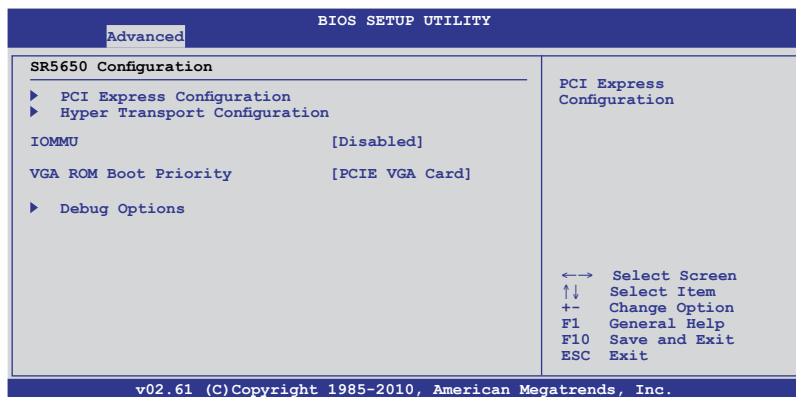 BIOS SETUP UTILITY
Advanced
SR5650 Configuration
PCI Express Configuration
Hyper Transport Configuration
IOMMU [Disabled]
VGA ROM Boot Priority [PCIE VGA Card]
Debug Options
PCI Express
Configuration
←→ Select Screen
↑↓ Select Item
+- Change Option
F1 General Help
F10 Save and Exit
ESC Exit
v02.61 (C)Copyright 1985-2010, American Megatrends, Inc.